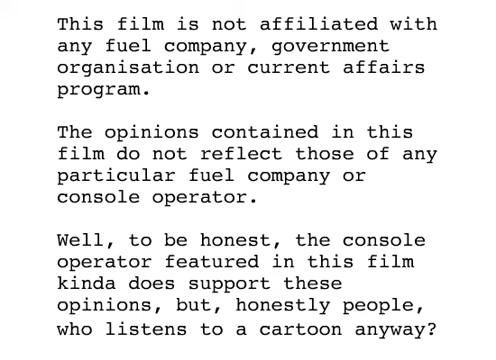 This film is not affiliated with
any fuel company, government
organisation or current affairs
program.
The opinions contained in this
film do not reflect those of any
particular fuel company or
console operator.
Well, to be honest, the console
operator featured in this film
kinda does support these
opinions, but, honestly people,
who listens to a cartoon anyway?